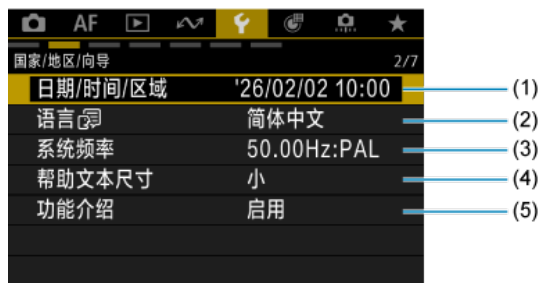 AF
国家/地区/向导 2/7
日期/时间/区域 '26/02/02 10:00 (1)
语言 简体中文 (2)
系统频率 50.00Hz:PAL (3)
帮助文本尺寸 小 (4)
功能介绍 启用 (5)